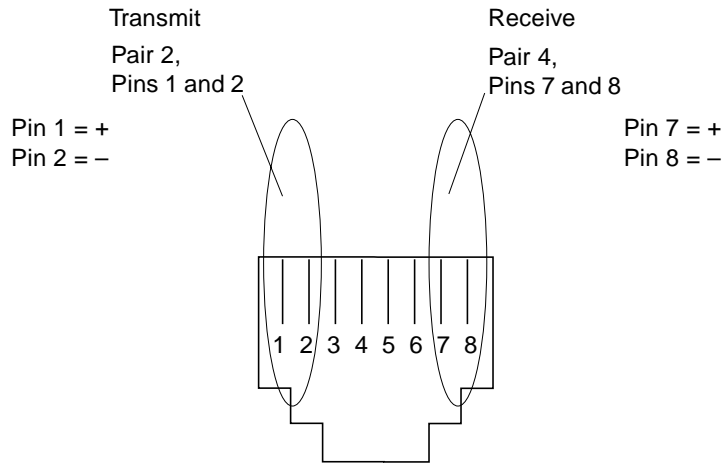 Transmit
Pair 2,
Pins 1 and 2
Receive
Pair 4,
Pins 7 and 8
Pin 1 = +
Pin 2 = –
Pin 7 = +
Pin 8 = –
1 2 3 4 5 6 7 8